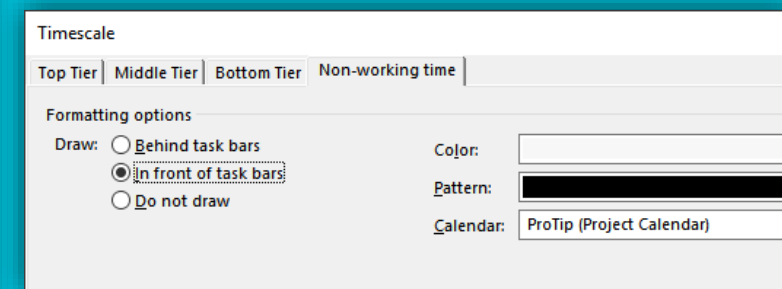 Timescale
Top Tier Middle Tier Bottom Tier Non-working time
Formatting options
Draw: Behind task bars
In front of task bars
Do not draw
Color:
Pattern:
Calendar: ProTip (Project Calendar)